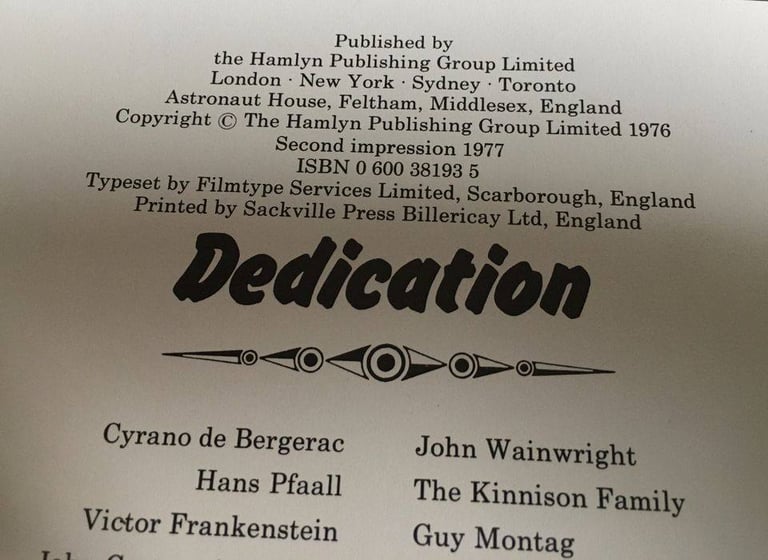 Published by
the Hamlyn Publishing Group Limited
London · New York · Sydney · Toronto
Astronaut House, Feltham, Middlesex, England
Copyright © The Hamlyn Publishing Group Limited 1976
Second impression 1977
ISBN 0 600 38193 5
Typeset by Filmtype Services Limited, Scarborough, England
Printed by Sackville Press Billericay Ltd, England
Dedication
Cyrano de Bergerac
Hans Pfaall
Victor Frankenstein
John Wainwright
The Kinnison Family
Guy Montag